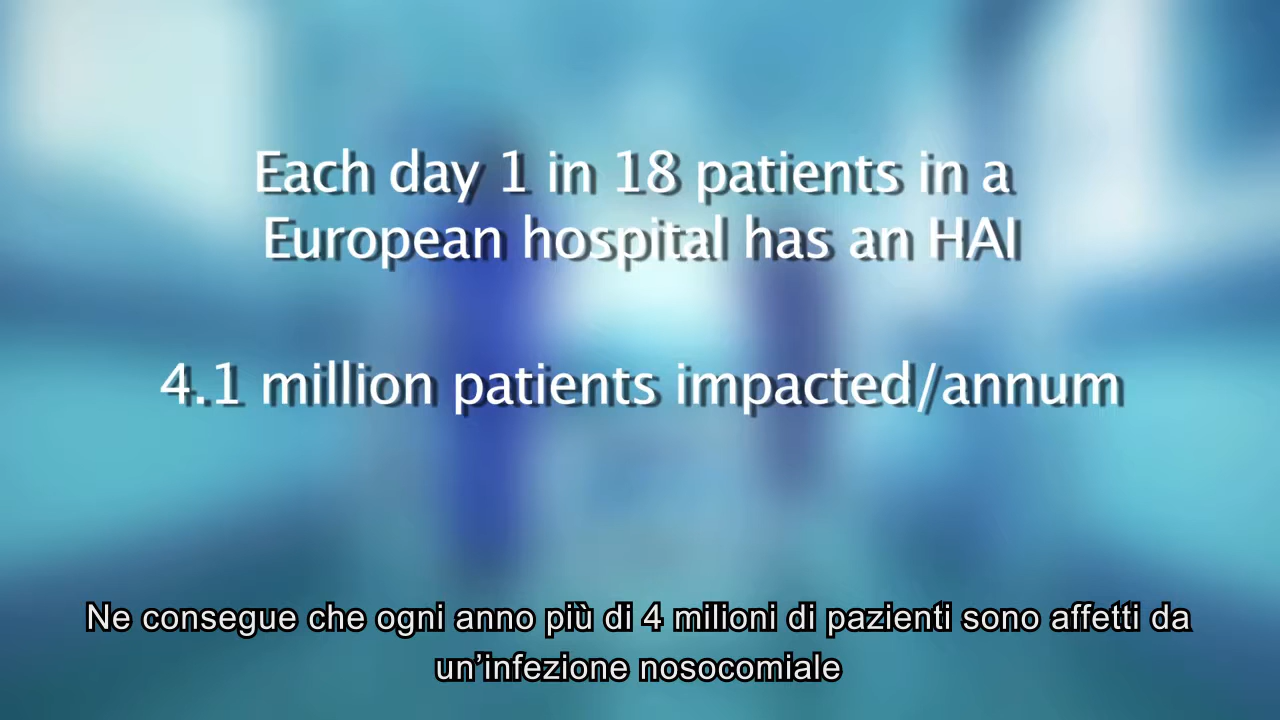 Each day 1 in 18 patients in a
European hospital has an HAI
4.1 million patients impacted/annum
Ne consegue che ogni anno più di 4 milioni di pazienti sono affetti da
un’infezione nosocomiale